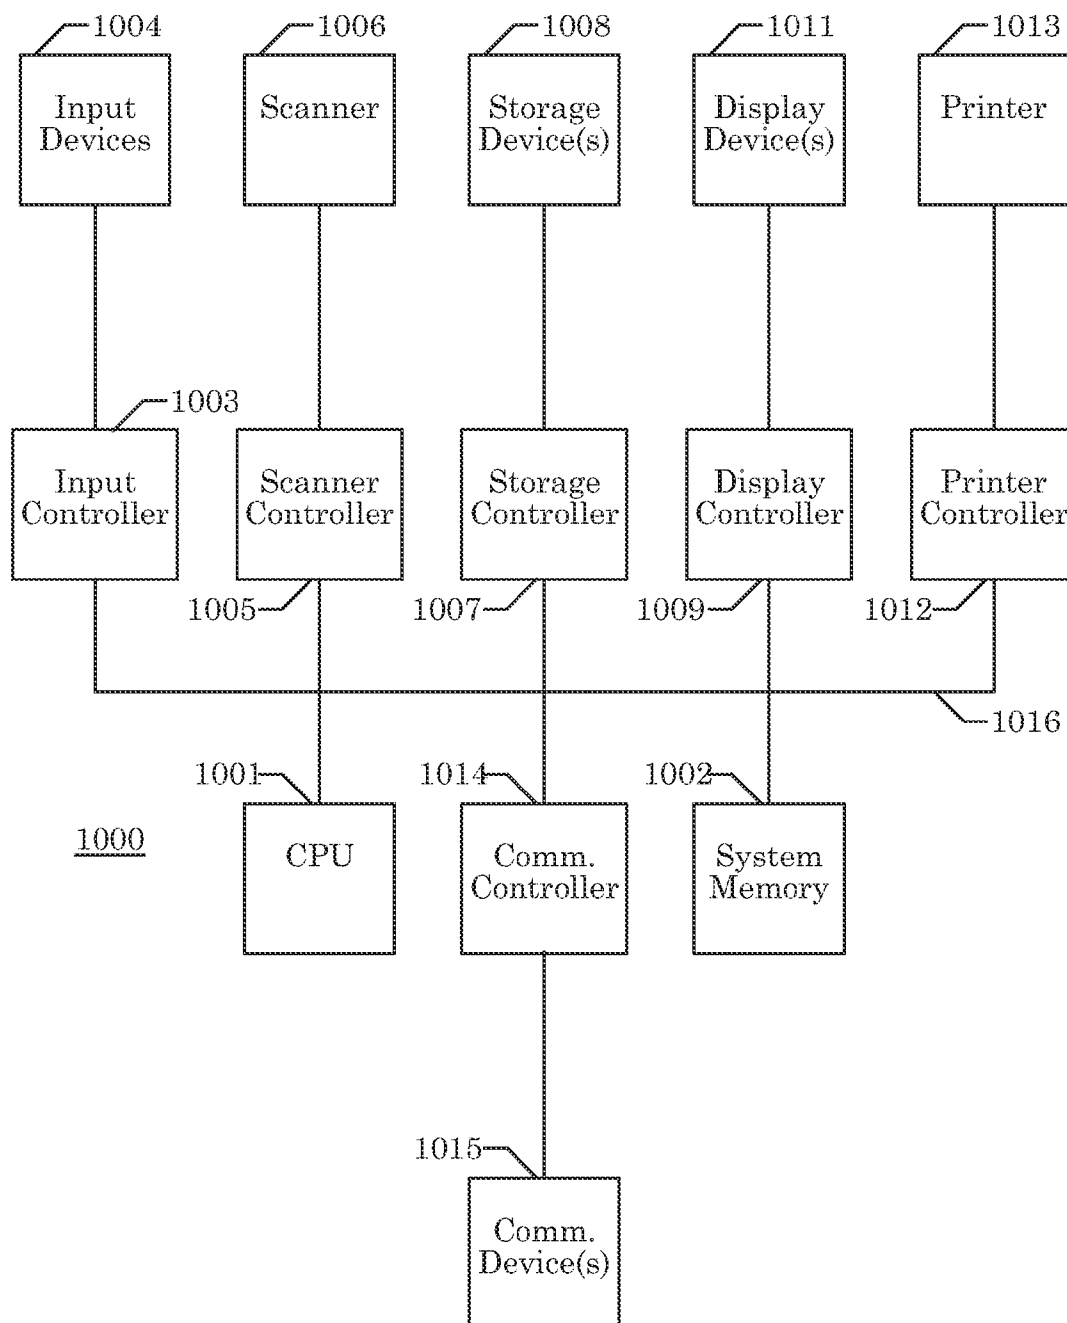 1004
1006
1008
1011
1013
Input
Devices
Scanner
Storage
Device(s)
Display
Device(s)
Printer
1003
Input
Controller
Scanner
Controller
Storage
Controller
Display
Controller
Printer
Controller
1005
1007
1009
1012
1016
1001
1014
1002
1000
CPU
Comm.
Controller
System
Memory
1015
Comm.
Device(s)